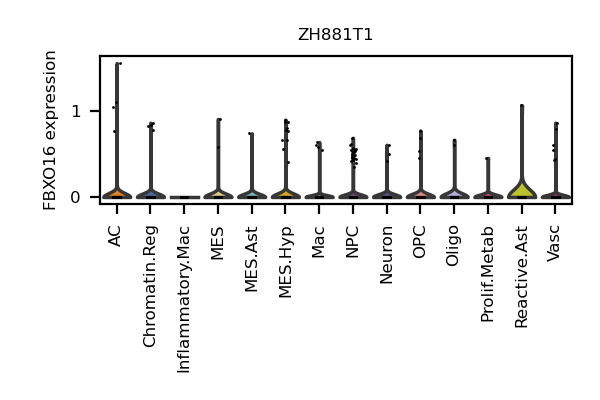 ZH881T1
FBXO16 expression
1
0
AC
Chromatin.Reg
Inflammatory.Mac
MES
MES.Ast
MES.Hyp
Mac
NPC
Neuron
OPC
Oligo
Prolif.Metab
Reactive.Ast
Vasc